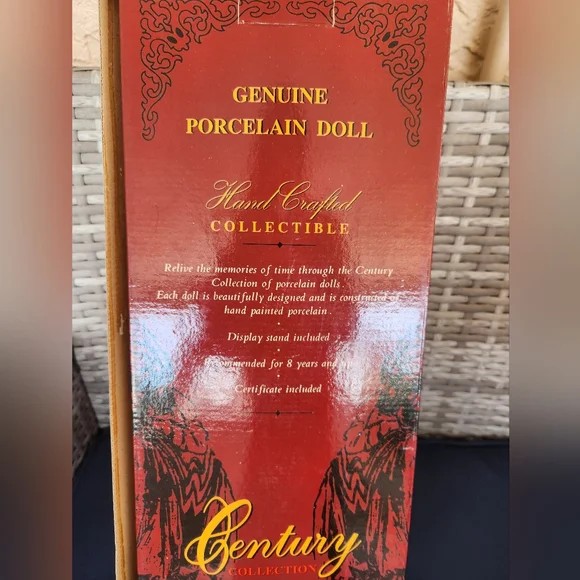 GENUINE
PORCELAIN DOLL
Hand Crafted
COLLECTIBLE
Relive the memories of time through the Century
Collection of porcelain dolls
Each doll is beautifully designed and is constructed of
hand painted porcelain.
Display stand included
Recommended for 8 years and
Certificate included
Century
COLLECTION